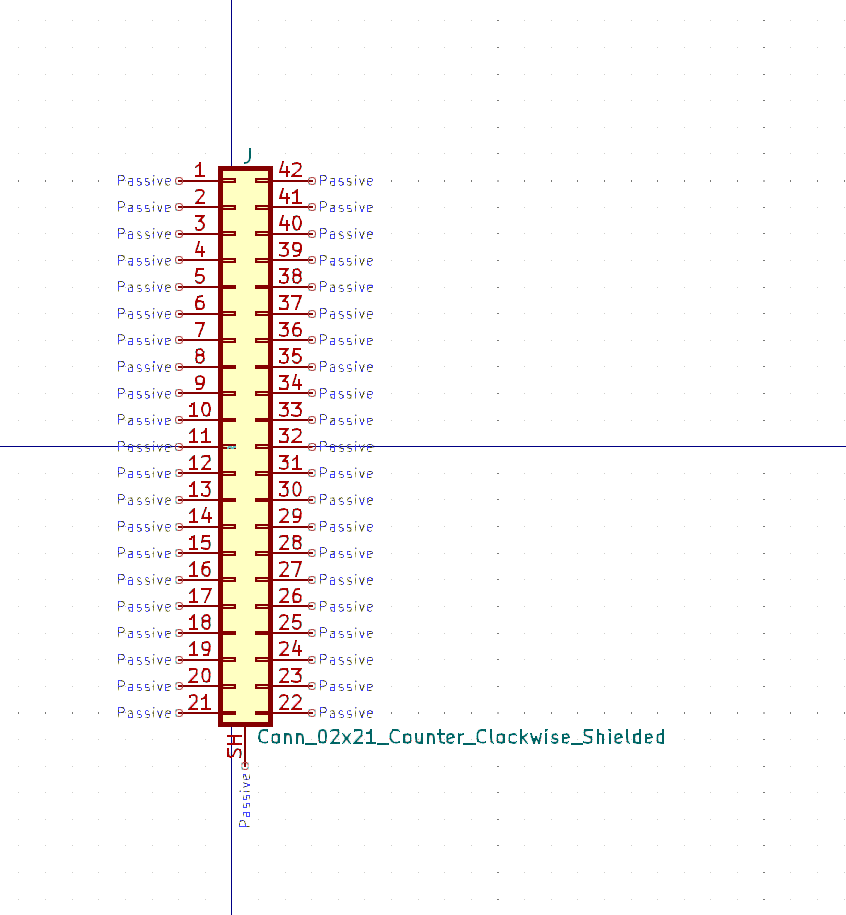 J
Passive 1 42 Passive
Passive 2 41 Passive
Passive 3 40 Passive
Passive 4 39 Passive
Passive 5 38 Passive
Passive 6 37 Passive
Passive 7 36 Passive
Passive 8 35 Passive
Passive 9 34 Passive
Passive 10 33 Passive
Passive 11 32 Passive
Passive 12 31 Passive
Passive 13 30 Passive
Passive 14 29 Passive
Passive 15 28 Passive
Passive 16 27 Passive
Passive 17 26 Passive
Passive 18 25 Passive
Passive 19 24 Passive
Passive 20 23 Passive
Passive 21 22 Passive
SH Conn_02x21_Counter_Clockwise_Shielded
Passive